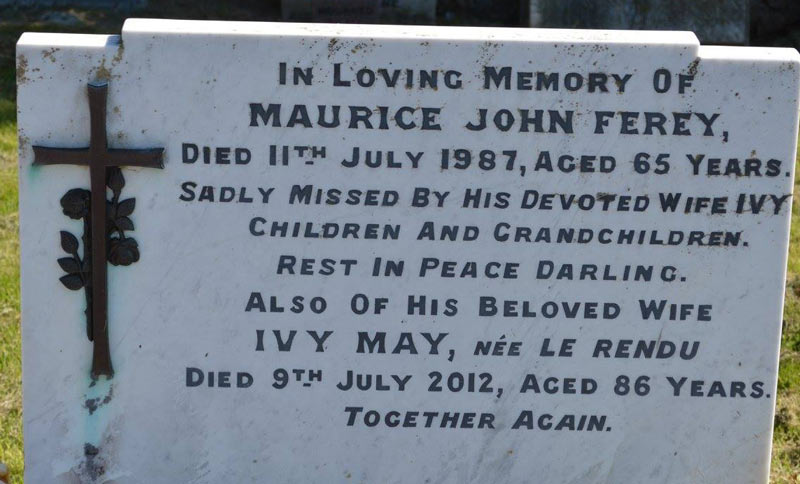 In Loving Memory Of
MAURICE JOHN FEREY,
Died 11TH July 1987, Aged 65 Years.
Sadly Missed By His Devoted Wife IVY
Children And Grandchildren.
Rest In Peace Darling.
Also Of His Beloved Wife
IVY MAY, NÉE LE RENDU
Died 9TH July 2012, Aged 86 Years.
Together Again.